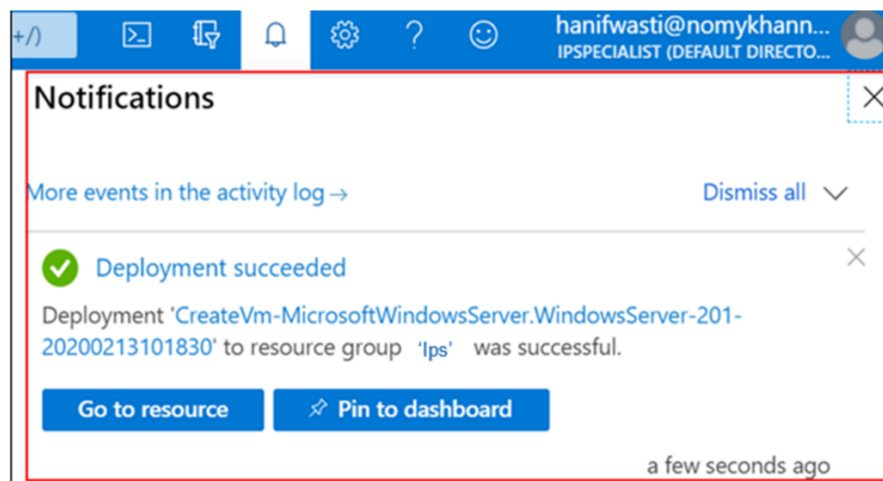 +/)
hanifwasti@nomykhann...
IPSPECIALIST (DEFAULT DIRECTO...
Notifications
More events in the activity log →
Dismiss all
Deployment succeeded
Deployment 'CreateVm-MicrosoftWindowsServer.WindowsServer-201-
20200213101830' to resource group 'Ips' was successful.
Go to resource
Pin to dashboard
a few seconds ago